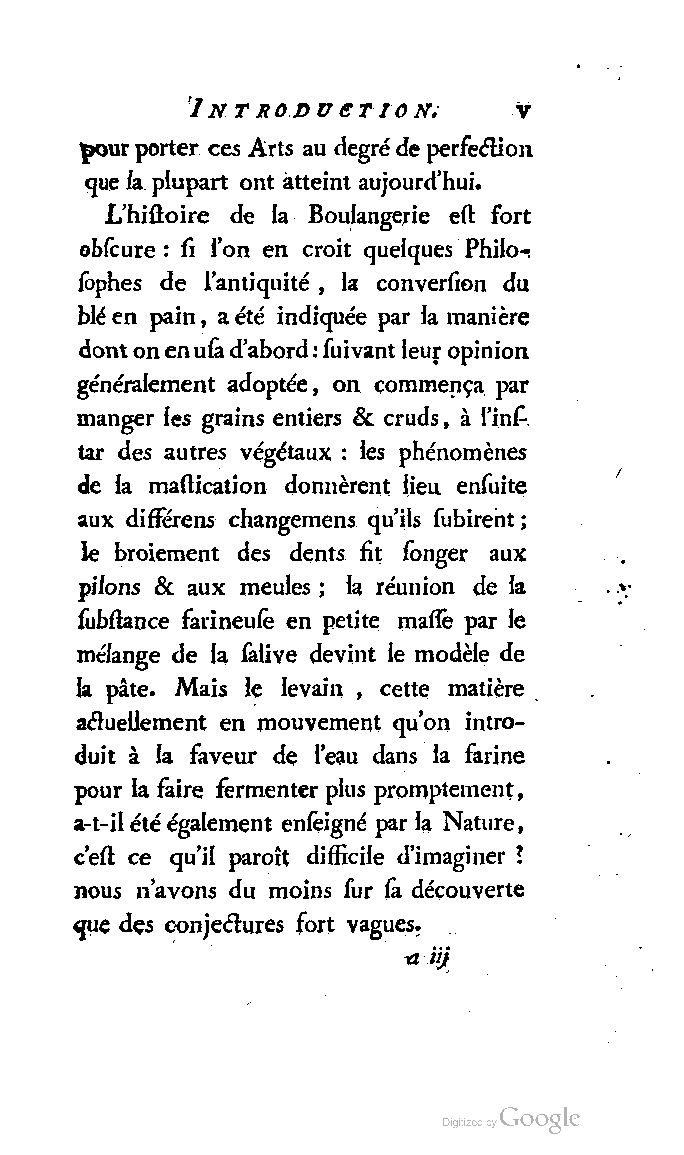 INTRODUCTION. v
pour porter ces Arts au degré de perfection
que la plupart ont atteint aujourd'hui.
L'hiſtoire de la Boulangerie eſt fort
obſcure : ſi l'on en croit quelques Philo-
ſophes de l'antiquité, la converſion du
blé en pain, a été indiquée par la manière
dont on en uſa d'abord : ſuivant leur opinion
généralement adoptée, on commença par
manger les grains entiers & cruds, à l'inſ-
tar des autres végétaux : les phénomènes
de la maſtication donnèrent lieu enſuite
aux différens changemens qu'ils ſubirent ;
le broiement des dents fit ſonger aux
pilons & aux meules ; la réunion de la
ſubſtance farineuſe en petite maſſe par le
mélange de la ſalive devint le modèle de
la pâte. Mais le levain, cette matière
actuellement en mouvement qu'on intro-
duit à la faveur de l'eau dans la farine
pour la faire fermenter plus promptement,
a-t-il été également enſeigné par la Nature,
c'eſt ce qu'il paroît difficile d'imaginer ?
nous n'avons du moins ſur ſa découverte
que des conjectures fort vagues.
a iij
Digitized by Google